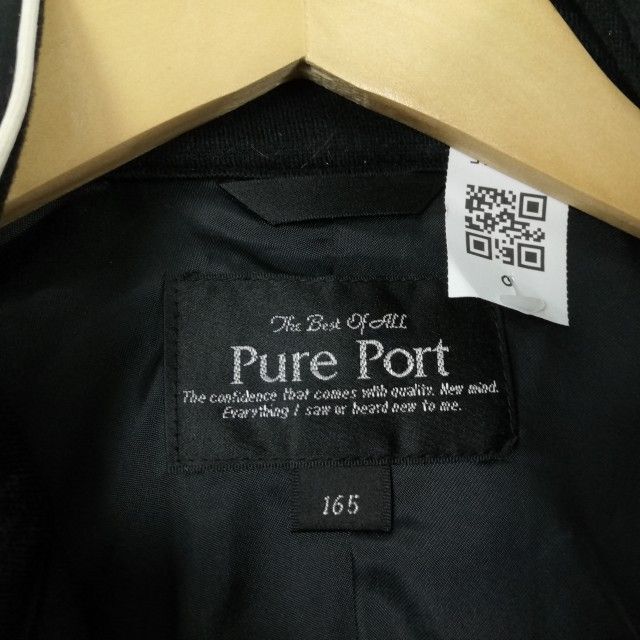 The Best Of All
Pure Port
The confidence that comes with quality. New mind.
Everything I saw or heard new to me.
165